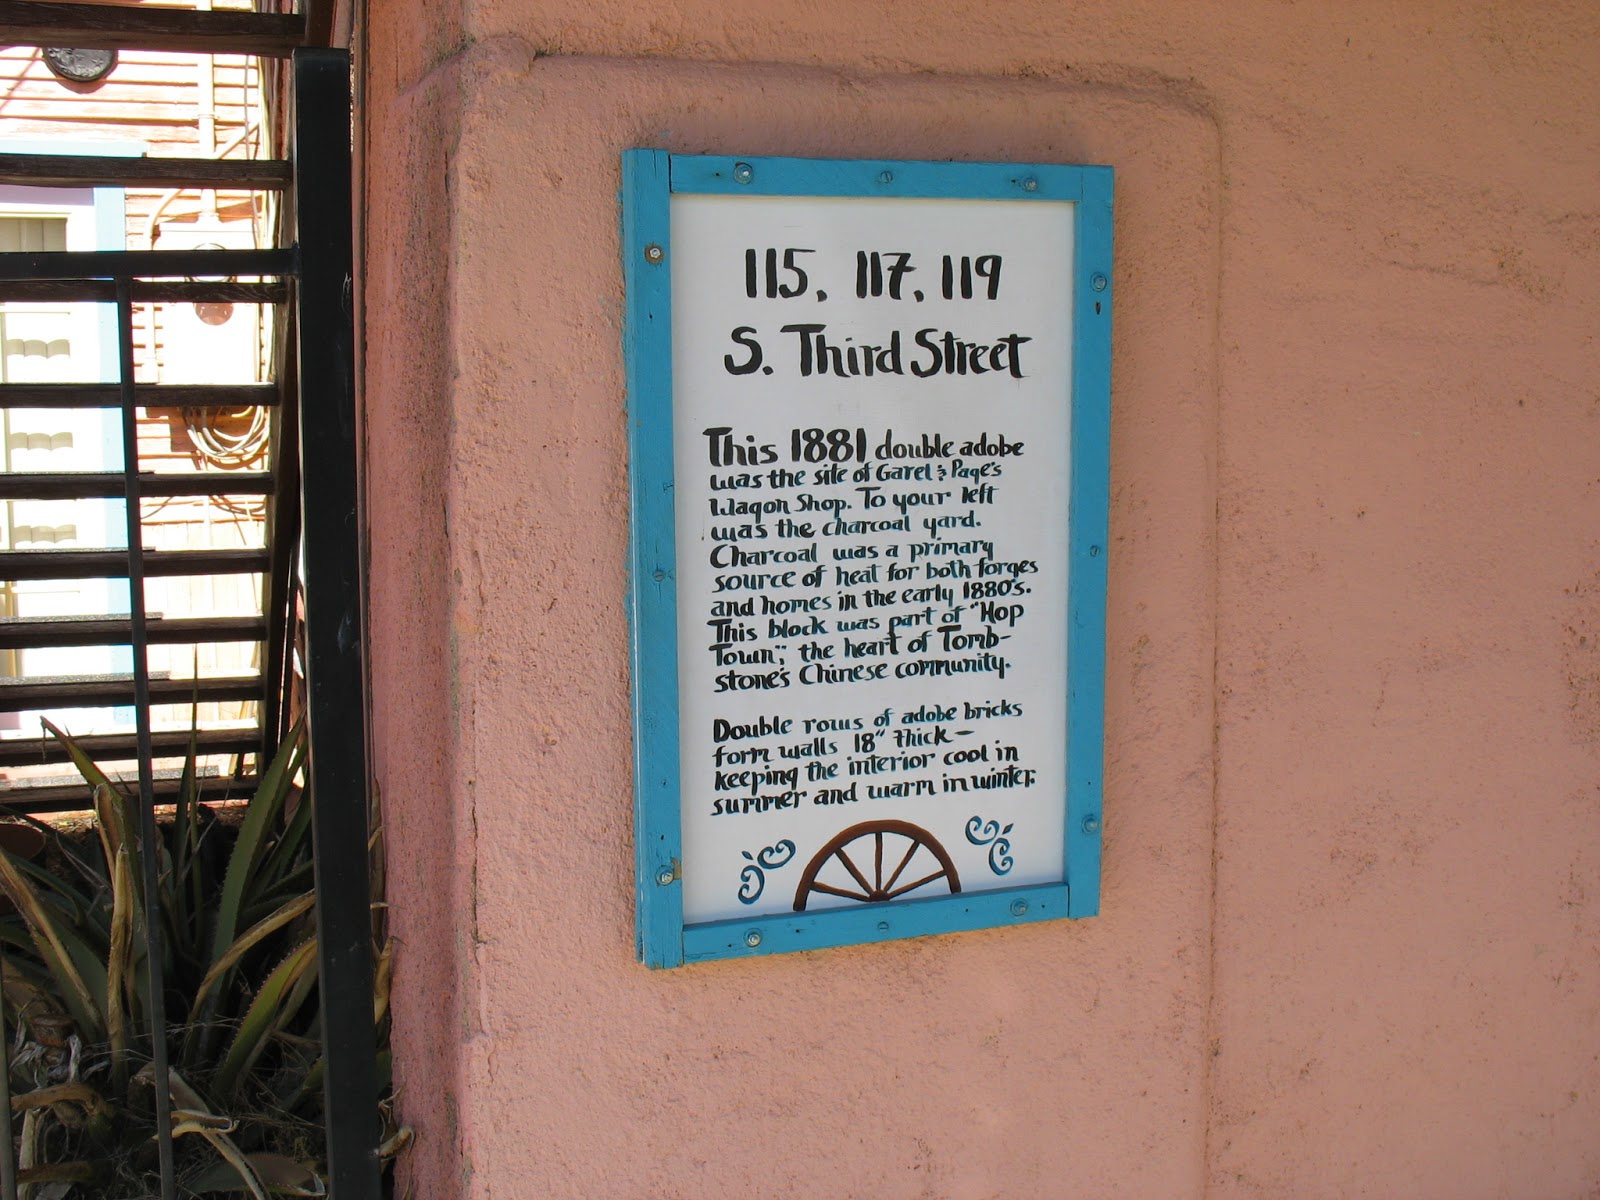 115, 117, 119
S. Third Street
This 1881 double adobe
was the site of Garel & Page's
Wagon Shop. To your left
was the charcoal yard.
Charcoal was a primary
source of heat for both forges
and homes in the early 1880's.
This block was part of "Hop
Town", the heart of Tomb-
stone's Chinese community.
Double rows of adobe bricks
form walls 18" thick—
keeping the interior cool in
summer and warm in winter.